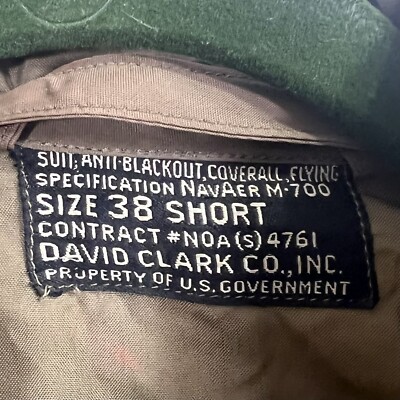 SUIT, ANTI-BLACKOUT, COVERALL, FLYING
SPECIFICATION NAVAER M-700
SIZE 38 SHORT
CONTRACT #NOA(S) 4761
DAVID CLARK CO., INC.
PROPERTY OF U.S. GOVERNMENT